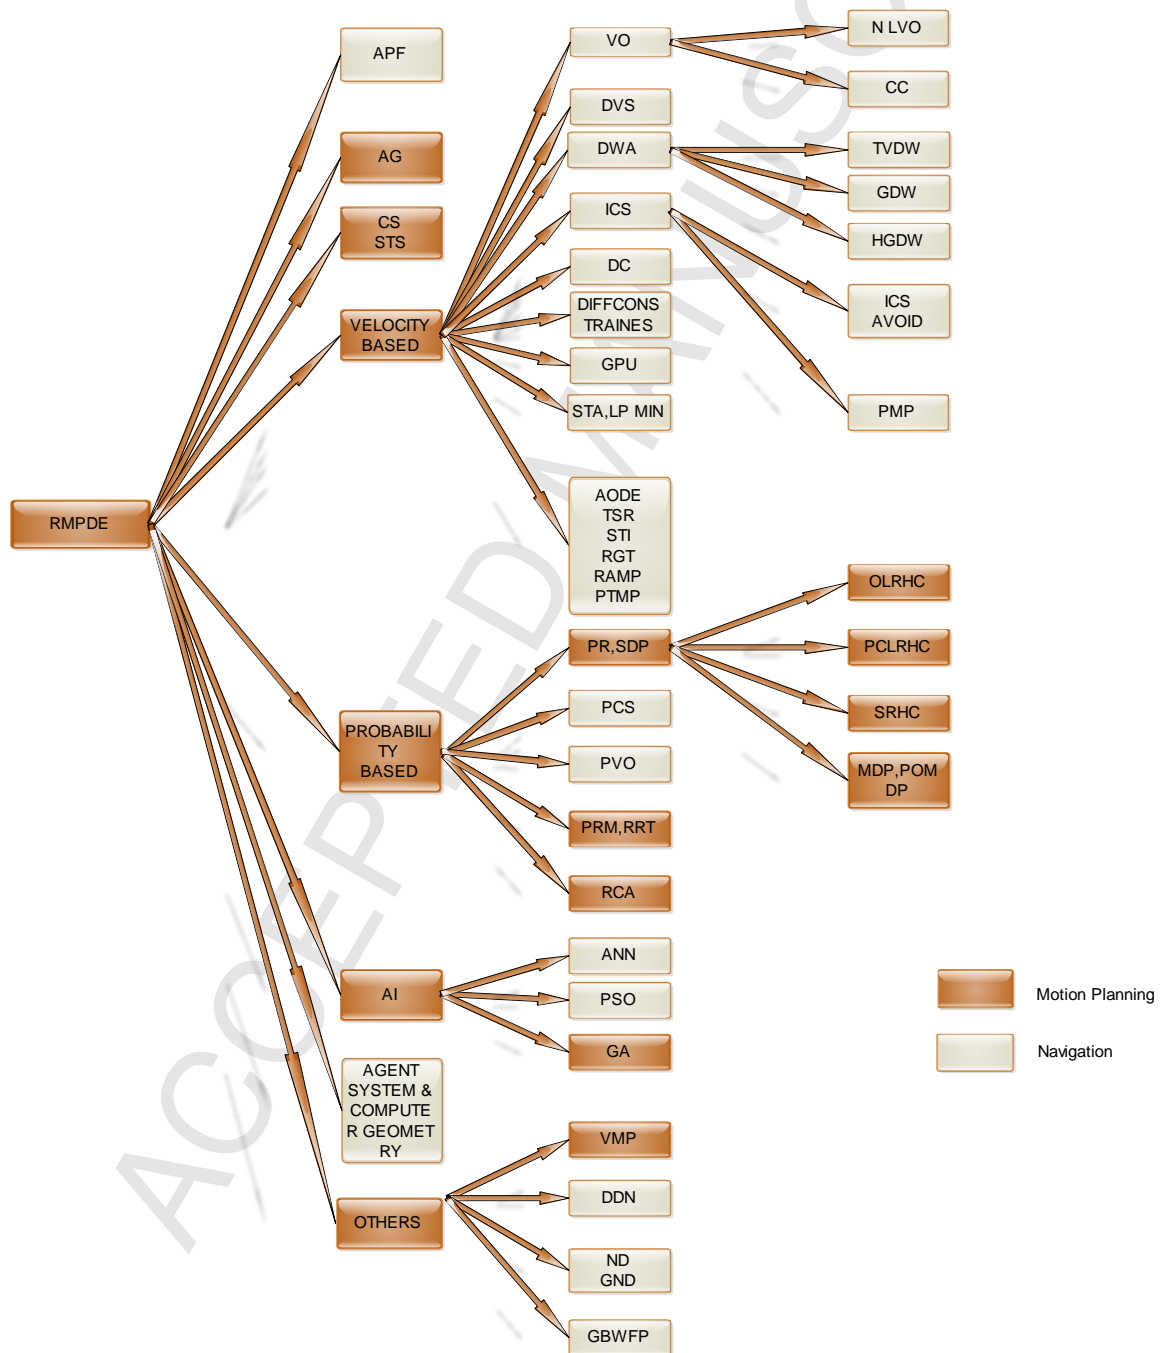 APF
AG
CS
STS
VELOCITY
BASED
RMPDE
PROBABILI
TY
BASED
AI
AGENT
SYSTEM &
COMPUTE
R GEOMET
RY
OTHERS
VO
DVS
DWA
ICS
DC
DIFFCONS
TRAINES
GPU
STA,LP MIN
AODE
TSR
STI
RGT
RAMP
PTMP
PR,SDP
PCS
PVO
PRM,RRT
RCA
ANN
PSO
GA
VMP
DDN
ND
GND
GBWFP
N LVO
CC
TVDW
GDW
HGDW
ICS
AVOID
PMP
OLRHC
PCLRHC
SRHC
MDP,POM
DP
Motion Planning
Navigation
ACCEPTED MANUSC